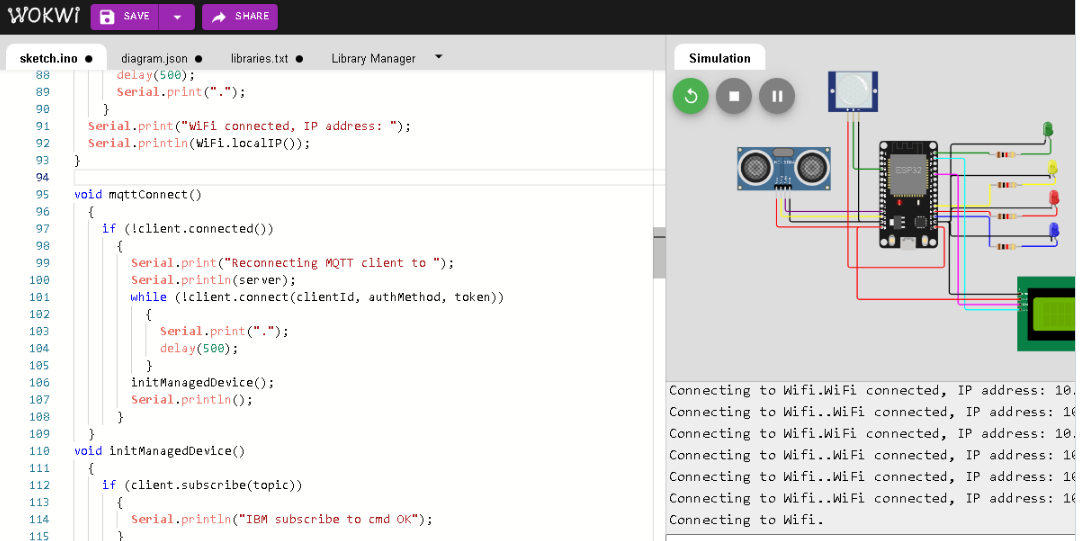 WOKWI
SAVE
SHARE
sketch.ino
diagram.json
libraries.txt
Library Manager
88 delay(500);
89 Serial.print(".");
90 }
91 Serial.print("WiFi connected, IP address: ");
92 Serial.println(WiFi.localIP());
93 }
94
95 void mqttConnect()
96 {
97 if (!client.connected())
98 {
99 Serial.print("Reconnecting MQTT client to ");
100 Serial.println(server);
101 while (!client.connect(clientId, authMethod, token))
102 {
103 Serial.print(".");
104 delay(500);
105 }
106 initManagedDevice();
107 Serial.println();
108 }
109 }
110 void initManagedDevice()
111 {
112 if (client.subscribe(topic))
113 {
114 Serial.println("IBM subscribe to cmd OK");
115 }
Simulation
ESP32
Connecting to Wifi.WiFi connected, IP address: 10.
Connecting to Wifi..WiFi connected, IP address: 10
Connecting to Wifi.WiFi connected, IP address: 10.
Connecting to Wifi..WiFi connected, IP address: 10
Connecting to Wifi..WiFi connected, IP address: 10
Connecting to Wifi..WiFi connected, IP address: 10
Connecting to Wifi.